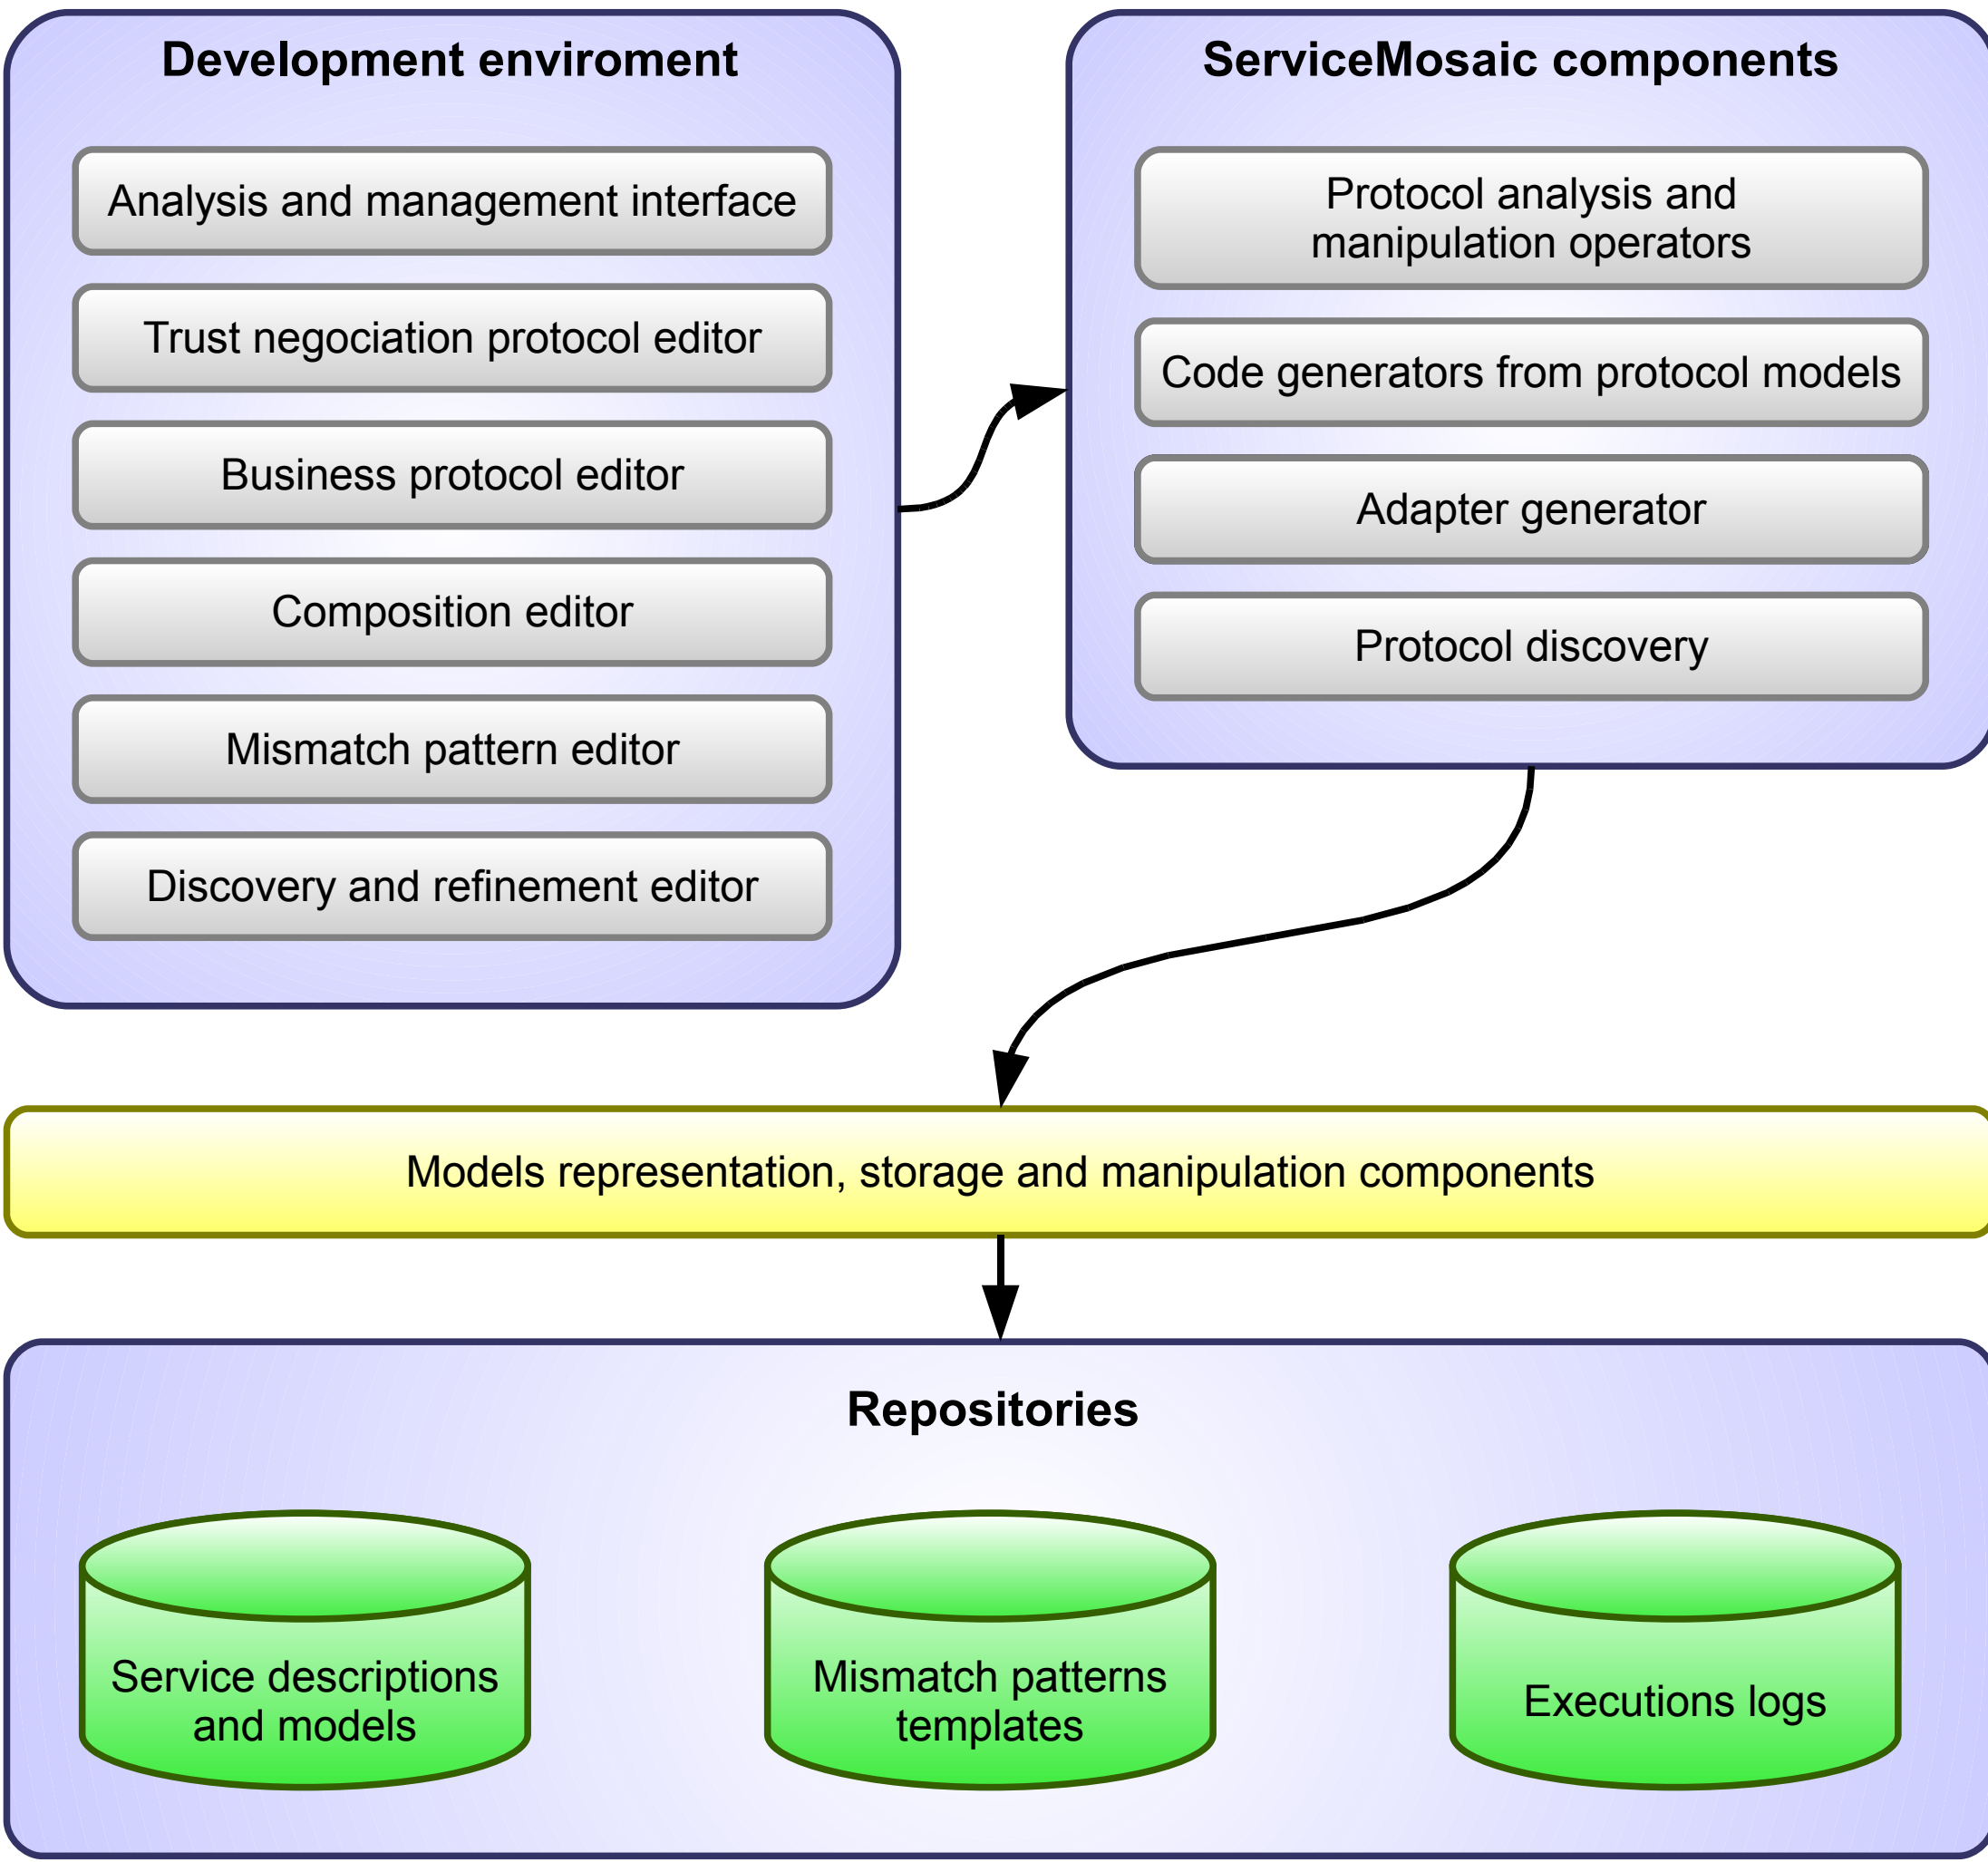 Development enviroment
Analysis and management interface
Trust negociation protocol editor
Business protocol editor
Composition editor
Mismatch pattern editor
Discovery and refinement editor
ServiceMosaic components
Protocol analysis and
manipulation operators
Code generators from protocol models
Adapter generator
Protocol discovery
Models representation, storage and manipulation components
Repositories
Service descriptions
and models
Mismatch patterns
templates
Executions logs